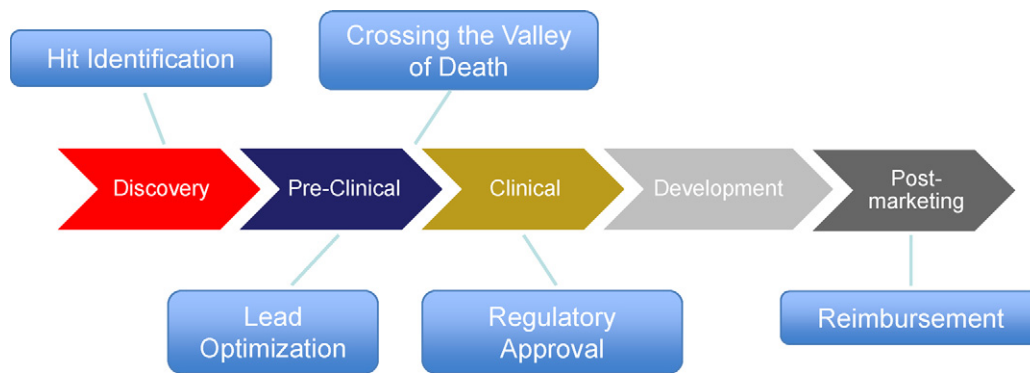 Hit Identification
Crossing the Valley
of Death
Discovery
Pre-Clinical
Clinical
Development
Post-
marketing
Lead
Optimization
Regulatory
Approval
Reimbursement